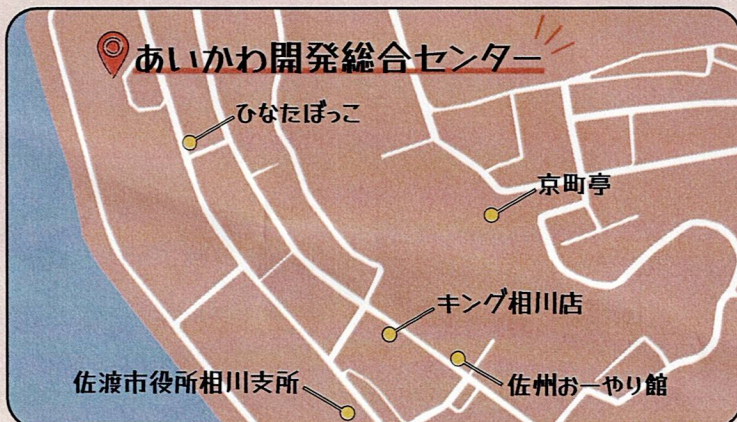 あいかわ開発総合センター
ひなたぼっこ
京町亭
キング相川店
佐渡市役所相川支所
佐州おーやり館